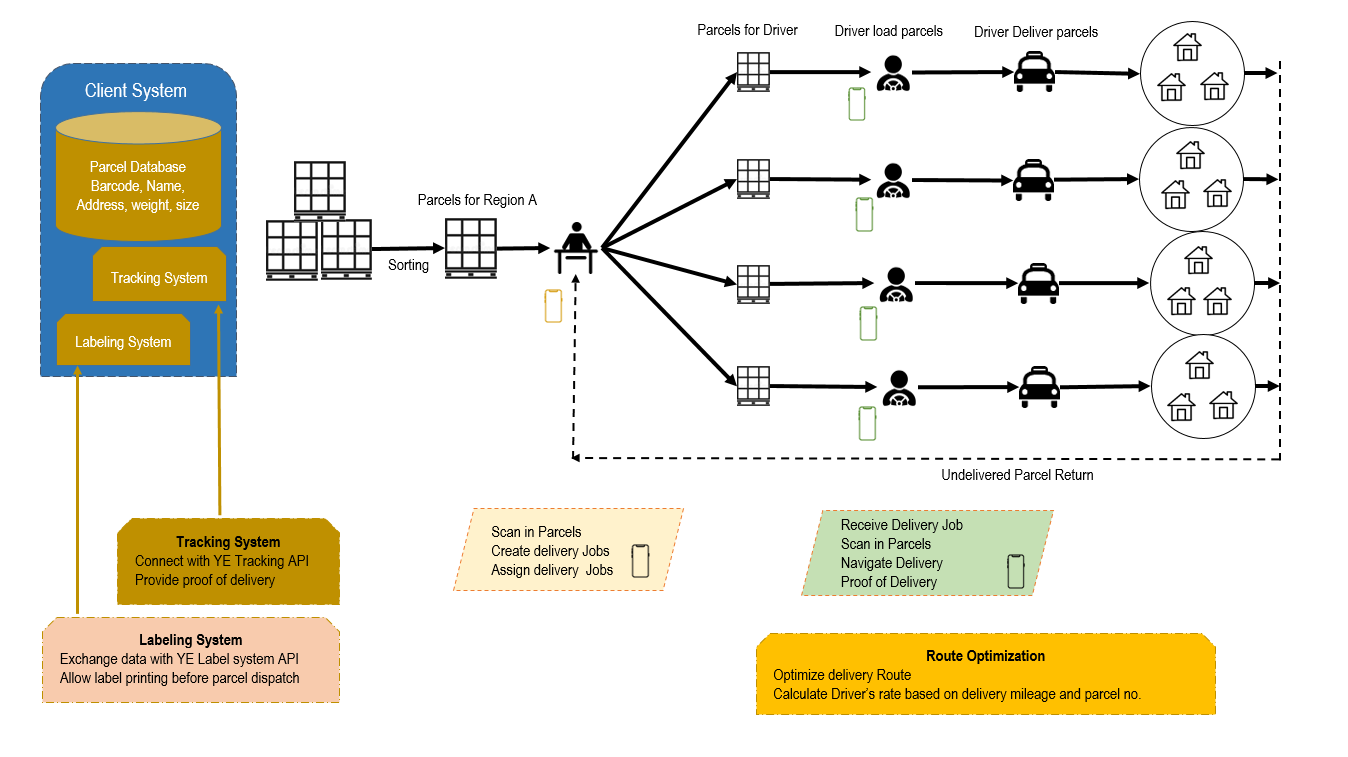 Parcels for Driver
Driver load parcels
Driver Deliver parcels
Client System
Parcel Database
Barcode, Name,
Address, weight, size
Tracking System
Labeling System
Parcels for Region A
Sorting
Undelivered Parcel Return
Tracking System
Connect with YE Tracking API
Provide proof of delivery
Labeling System
Exchange data with YE Label system API
Allow label printing before parcel dispatch
Scan in Parcels
Create delivery Jobs
Assign delivery  Jobs
Receive Delivery Job
Scan in Parcels
Navigate Delivery
Proof of Delivery
Route Optimization
Optimize delivery Route
Calculate Driver’s rate based on delivery mileage and parcel no.